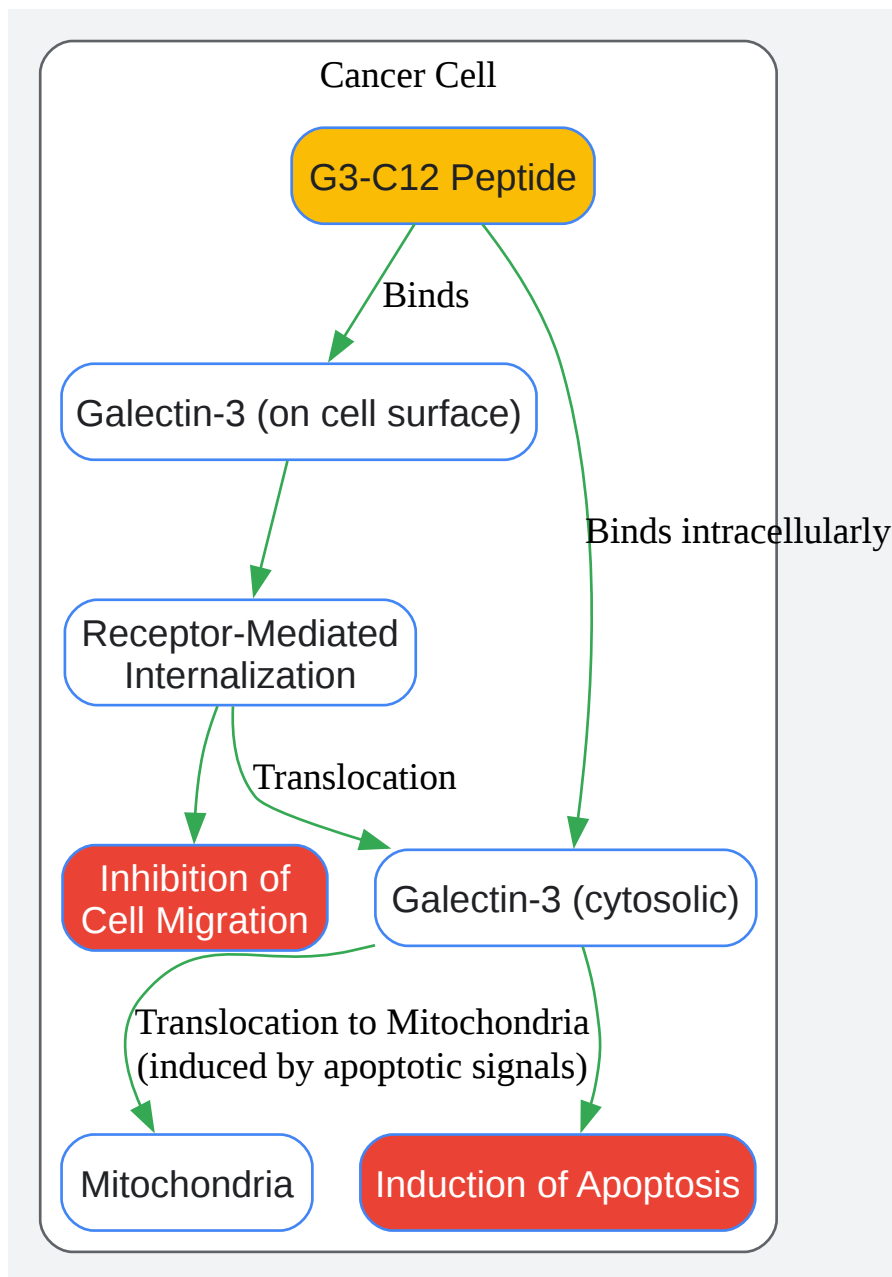 Cancer Cell
G3-C12 Peptide
Binds
Galectin-3 (on cell surface)
Binds intracellularly
Receptor-Mediated
Internalization
Translocation
Inhibition of
Cell Migration
Galectin-3 (cytosolic)
Translocation to Mitochondria
(induced by apoptotic signals)
Mitochondria
Induction of Apoptosis